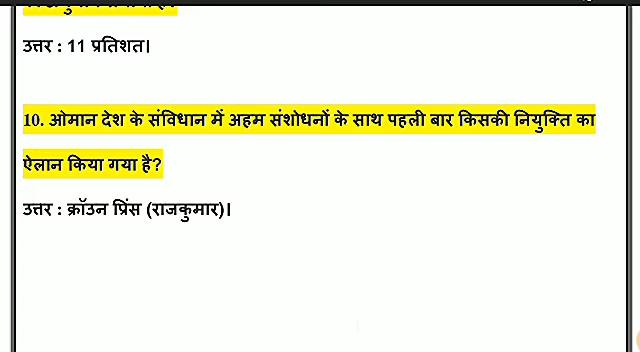 उत्तर : 11 प्रतिशत।
10. ओमान देश के संविधान में अहम संशोधनों के साथ पहली बार किसकी नियुक्ति का
ऐलान किया गया है?
उत्तर : क्रॉउन प्रिंस (राजकुमार)।